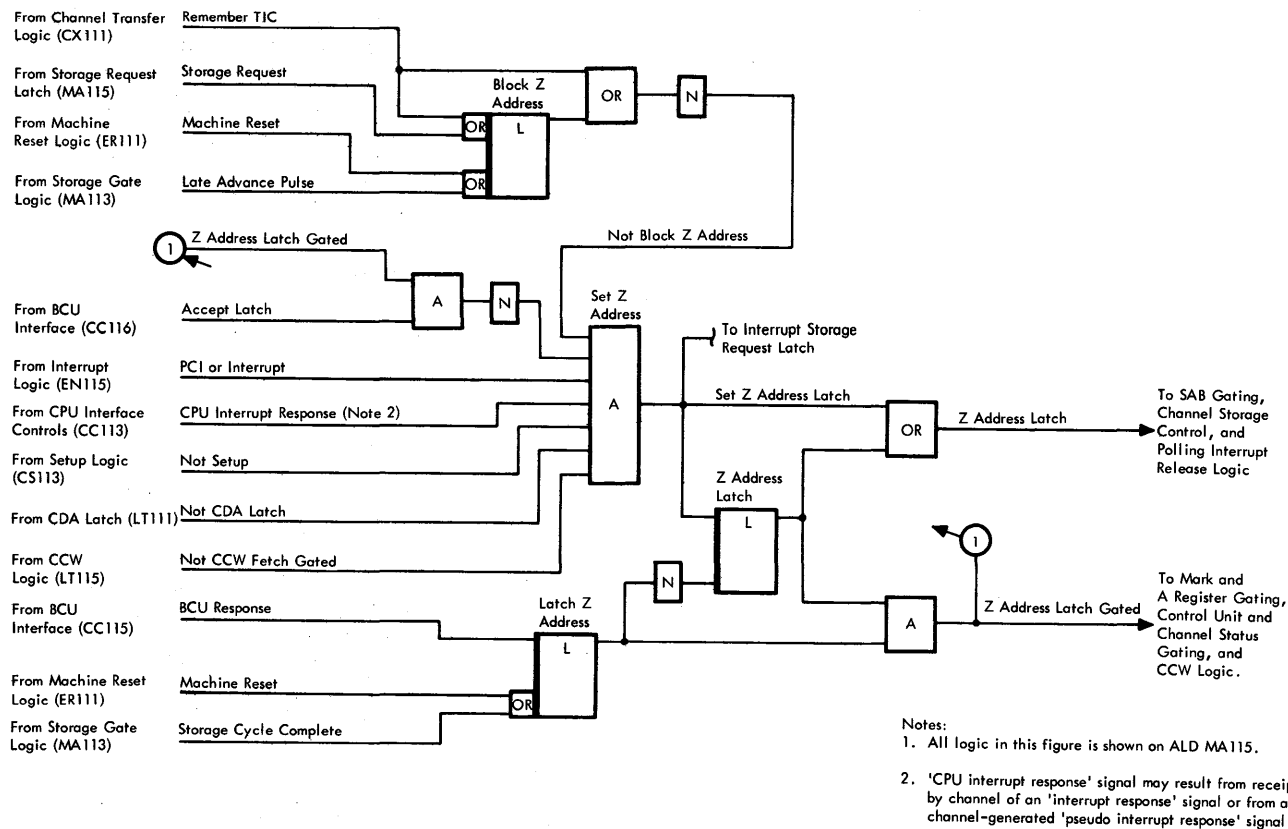 From Channel Transfer
Logic (CX111)
Remember TIC
From Storage Request
Latch (MA115)
Storage Request
Block Z
Address
OR
N
OR
L
From Machine
Reset Logic (ER111)
Machine Reset
OR
From Storage Gate
Logic (MA113)
Late Advance Pulse
Not Block Z Address
1
Z Address Latch Gated
A
N
From BCU
Interface (CC116)
Accept Latch
Set Z
Address
A
From Interrupt
Logic (EN115)
PCI or Interrupt
From CPU Interface
Controls (CC113)
CPU Interrupt Response (Note 2)
From Setup Logic
(CS113)
Not Setup
From CDA Latch (LT111)
Not CDA Latch
From CCW
Logic (LT115)
Not CCW Fetch Gated
To Interrupt Storage
Request Latch
Set Z Address Latch
OR
Z Address Latch
To SAB Gating,
Channel Storage
Control, and
Polling Interrupt
Release Logic
Z Address
Latch
L
N
1
From BCU
Interface (CC115)
BCU Response
Latch Z
Address
L
A
Z Address Latch Gated
To Mark and
A Register Gating,
Control Unit and
Channel Status
Gating, and
CCW Logic.
From Machine Reset
Logic (ER111)
Machine Reset
OR
From Storage Gate
Logic (MA113)
Storage Cycle Complete
Notes:
1. All logic in this figure is shown on ALD MA115.
2. 'CPU interrupt response' signal may result from receip
by channel of an 'interrupt response' signal or from a
channel-generated 'pseudo interrupt response' signal